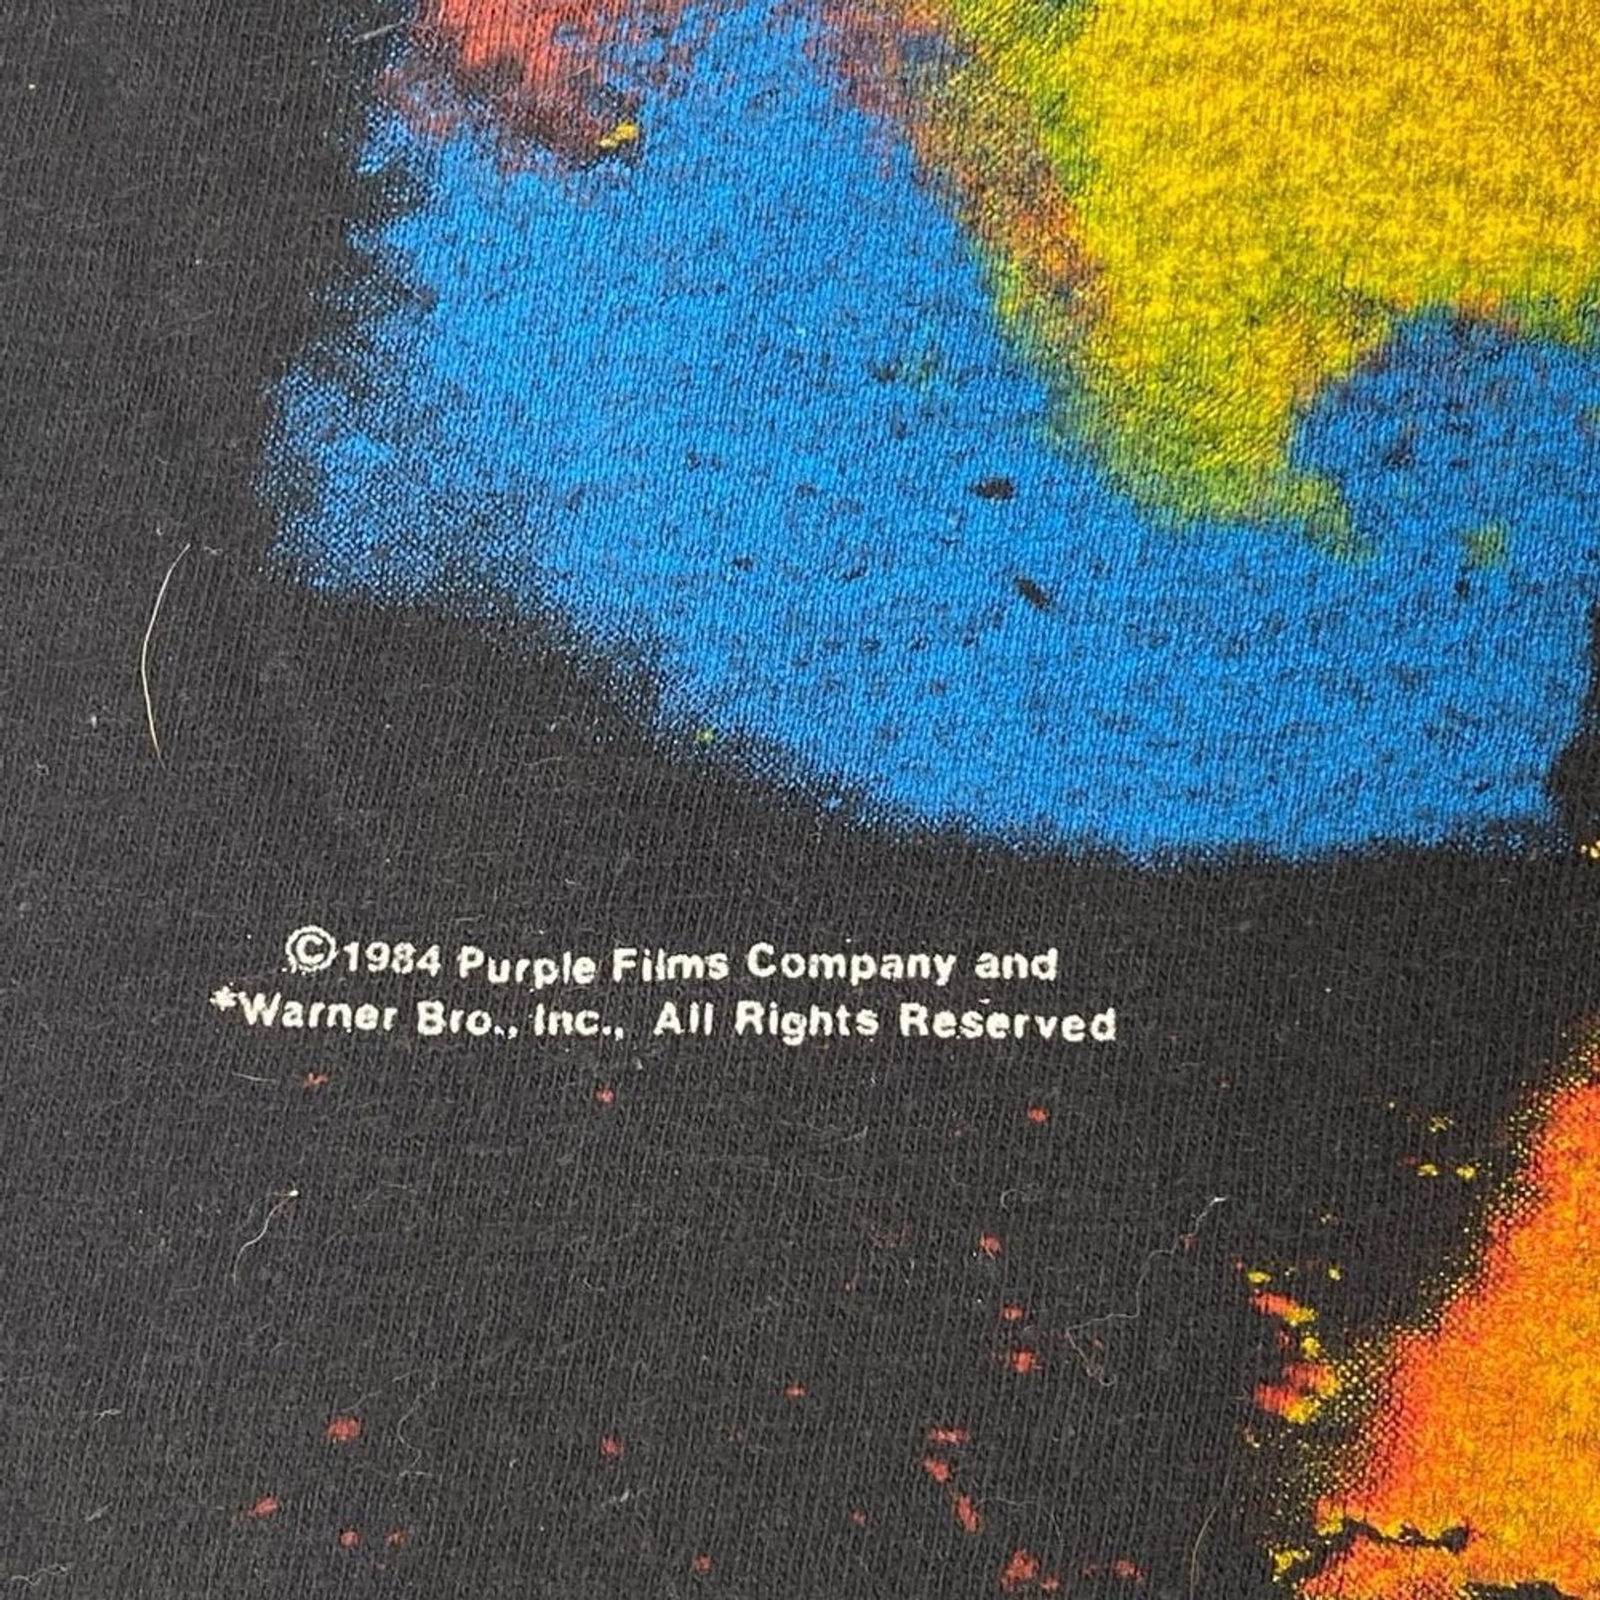 ©1984 Purple Films Company and
*Warner Bro., Inc., All Rights Reserved